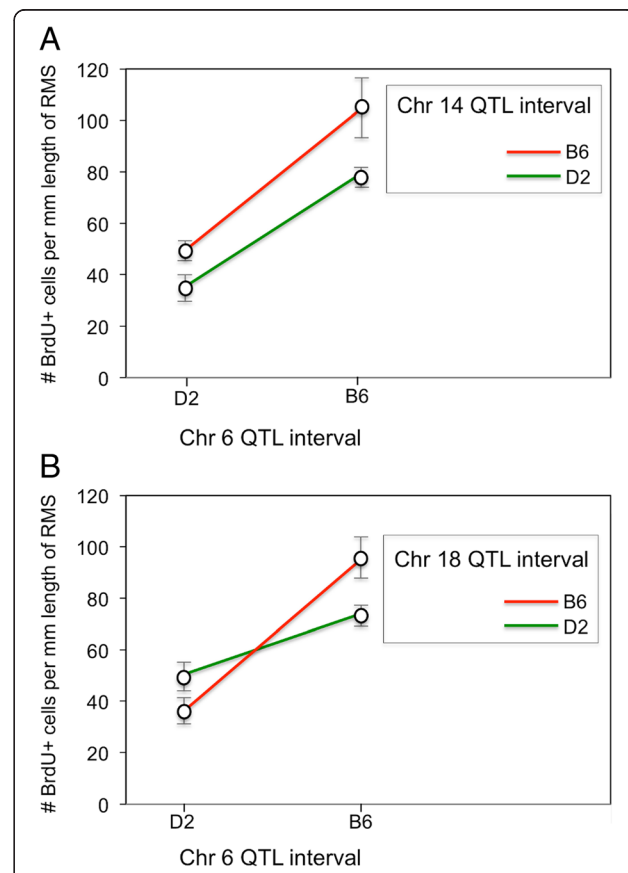 A
# BrdU+ cells per mm length of RMS
120
100
80
60
40
20
0
Chr 14 QTL interval
B6
D2
D2
B6
Chr 6 QTL interval
B
# BrdU+ cells per mm length of RMS
120
100
80
60
40
20
0
Chr 18 QTL interval
B6
D2
D2
B6
Chr 6 QTL interval